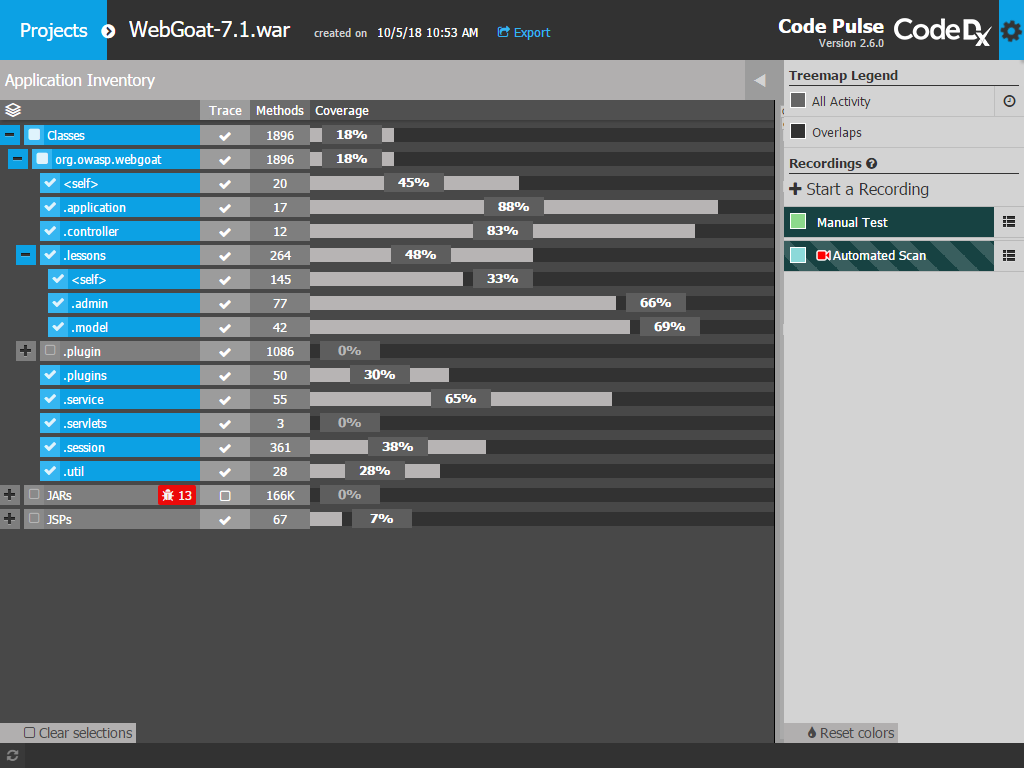 Projects WebGoat-7.1.war created on 10/5/18 10:53 AM Export Code Pulse Version 2.6.0 Code Dx
Application Inventory
Trace Methods Coverage
Classes 1896 18%
org.owasp.webgoat 1896 18%
<self> 20 45%
.application 17 88%
.controller 12 83%
.lessons 264 48%
<self> 145 33%
.admin 77 66%
.model 42 69%
.plugin 1086 0%
.plugins 50 30%
.service 55 65%
.servlets 3 0%
.session 361 38%
.util 28 28%
JARs 13 166K 0%
JSPs 67 7%
Clear selections
Treemap Legend
All Activity
Overlaps
Recordings
Start a Recording
Manual Test
Automated Scan
Reset colors